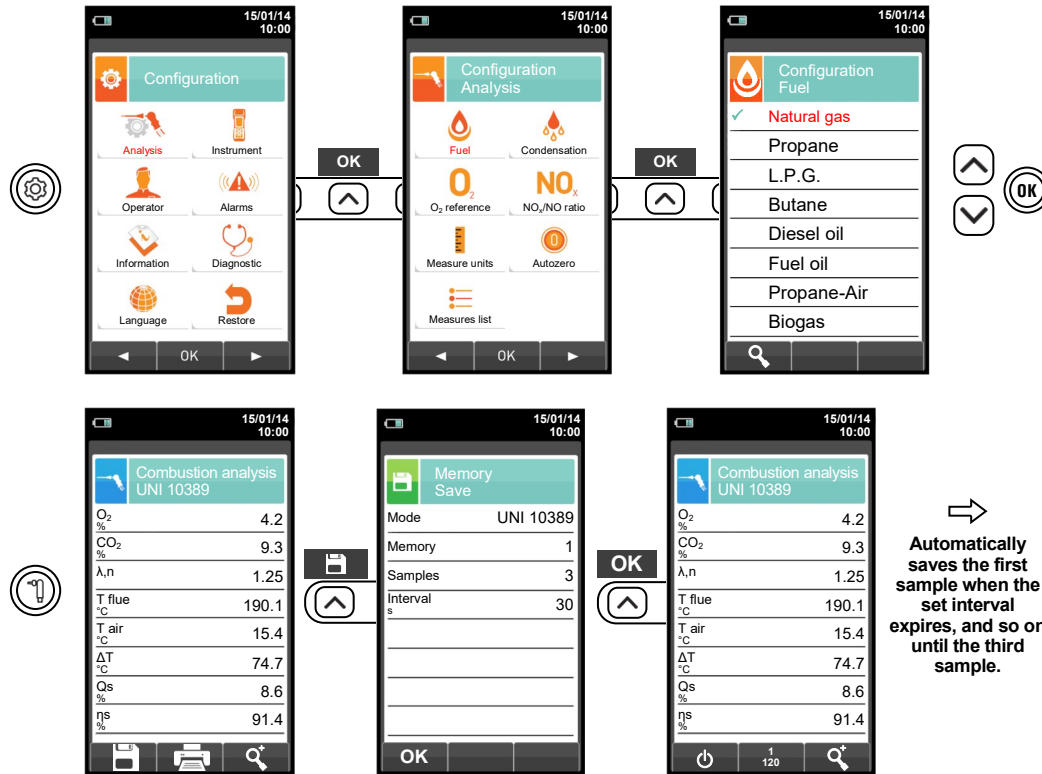 15/01/14
10:00
Configuration
Analysis
Instrument
Operator
Alarms
Information
Diagnostic
Language
Restore
◄ OK ►
OK
15/01/14
10:00
Configuration
Analysis
Fuel
Condensation
O2
NOx
O2 reference
NOx/NO ratio
Measure units
Autozero
Measures list
◄ OK ►
OK
15/01/14
10:00
Configuration
Fuel
✓ Natural gas
Propane
L.P.G.
Butane
Diesel oil
Fuel oil
Propane-Air
Biogas
OK
15/01/14
10:00
Combustion analysis
UNI 10389
O2 % 4.2
CO2 % 9.3
λ,n 1.25
T flue °C 190.1
T air °C 15.4
ΔT °C 74.7
Qs % 8.6
ηs % 91.4
15/01/14
10:00
Memory
Save
Mode UNI 10389
Memory 1
Samples 3
Interval s 30
OK
OK
15/01/14
10:00
Combustion analysis
UNI 10389
O2 % 4.2
CO2 % 9.3
λ,n 1.25
T flue °C 190.1
T air °C 15.4
ΔT °C 74.7
Qs % 8.6
ηs % 91.4
1
120
Automatically
saves the first
sample when the
set interval
expires, and so on
until the third
sample.